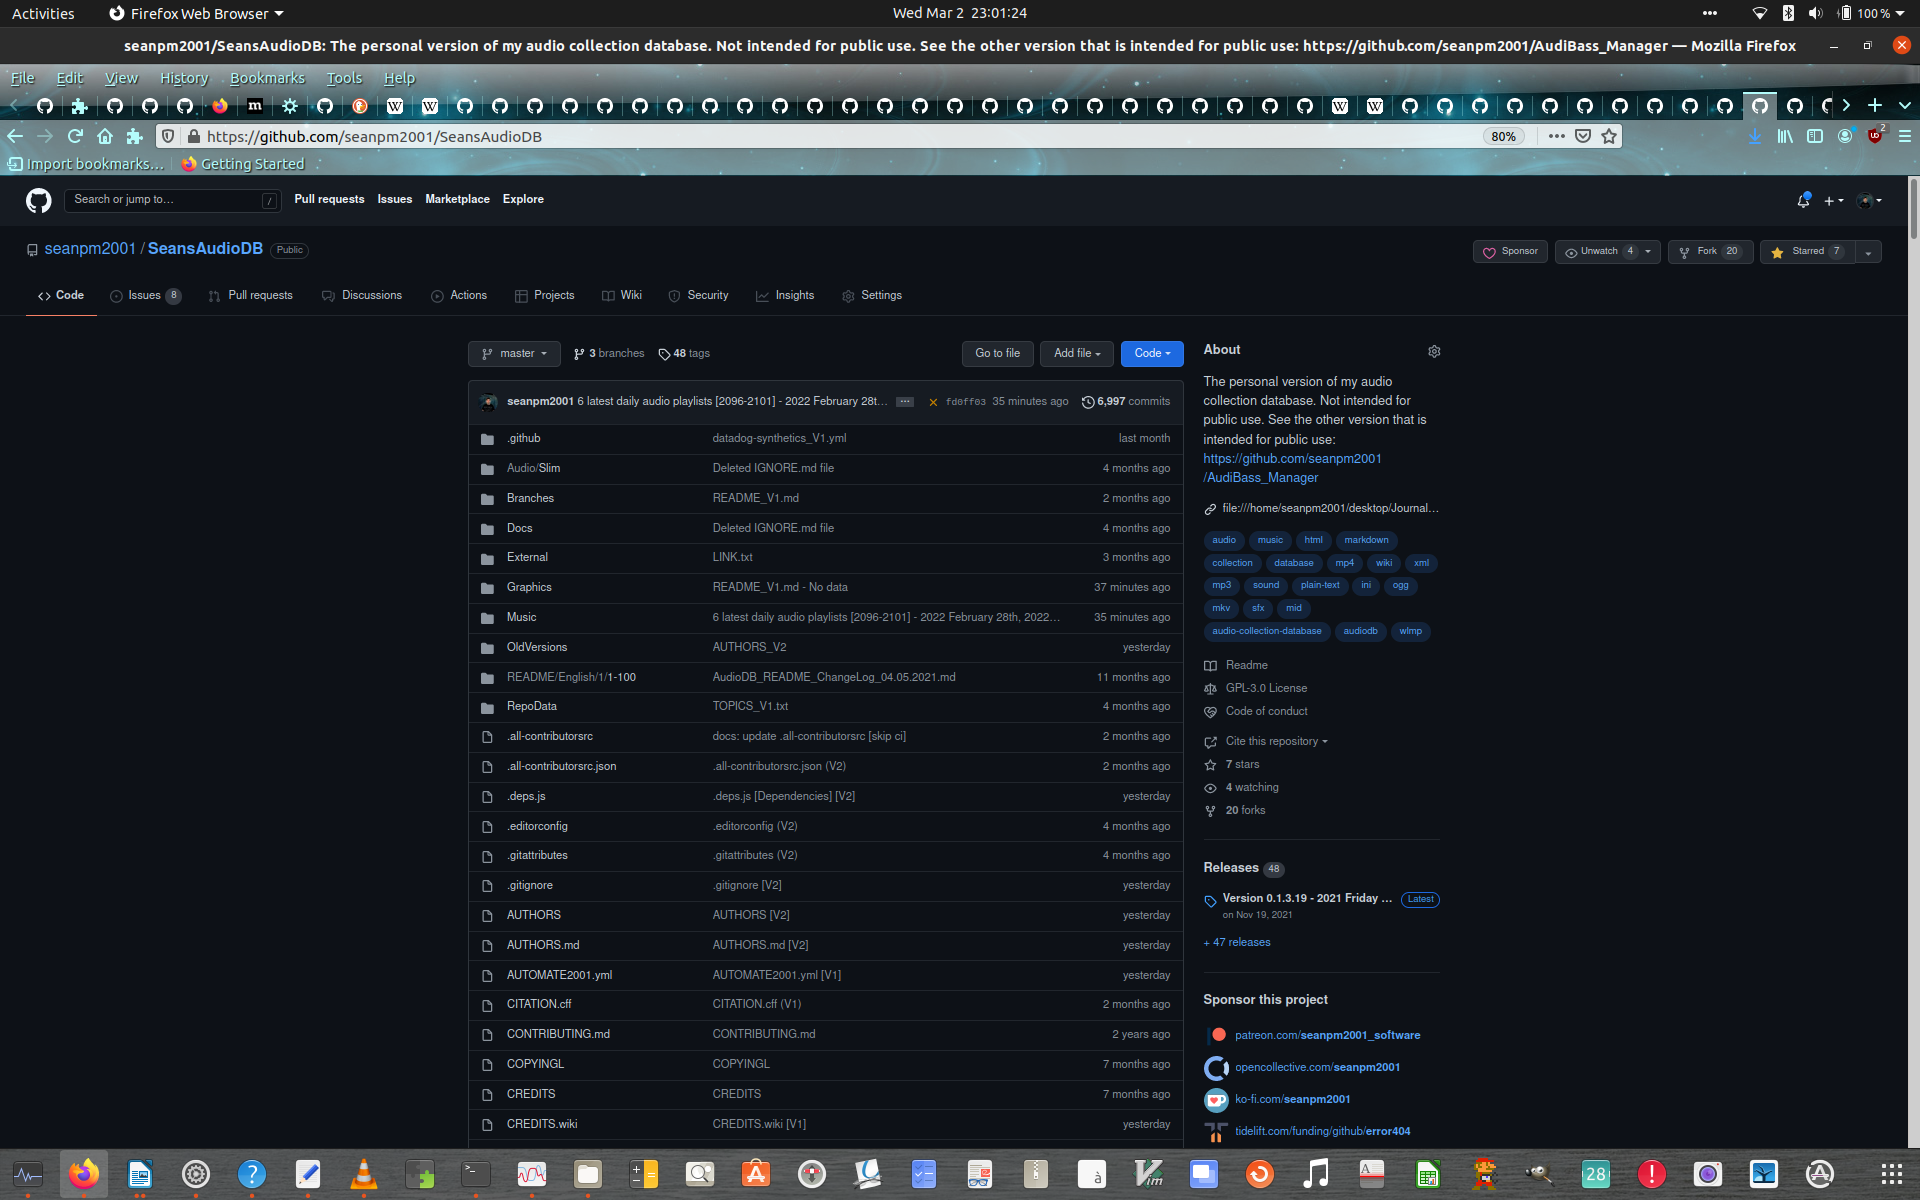 Activities
Firefox Web Browser
Wed Mar 2 23:01:24
100 %
seanpm2001/SeansAudioDB: The personal version of my audio collection database. Not intended for public use. See the other version that is intended for public use: https://github.com/seanpm2001/AudiBass_Manager — Mozilla Firefox
File Edit View History Bookmarks Tools Help
https://github.com/seanpm2001/SeansAudioDB
80%
2
Import bookmarks…
Getting Started
Search or jump to…
/
Pull requests
Issues
Marketplace
Explore
seanpm2001 / SeansAudioDB
Public
Sponsor
Unwatch 4
Fork 20
Starred 7
Code
Issues 8
Pull requests
Discussions
Actions
Projects
Wiki
Security
Insights
Settings
master
3 branches
48 tags
Go to file
Add file
Code
seanpm2001 6 latest daily audio playlists [2096-2101] - 2022 February 28t… ... fd0ff03 35 minutes ago 6,997 commits
.github datadog-synthetics_V1.yml last month
Audio/Slim Deleted IGNORE.md file 4 months ago
Branches README_V1.md 2 months ago
Docs Deleted IGNORE.md file 4 months ago
External LINK.txt 3 months ago
Graphics README_V1.md - No data 37 minutes ago
Music 6 latest daily audio playlists [2096-2101] - 2022 February 28th, 2022… 35 minutes ago
OldVersions AUTHORS_V2 yesterday
README/English/1/1-100 AudioDB_README_ChangeLog_04.05.2021.md 11 months ago
RepoData TOPICS_V1.txt 4 months ago
.all-contributorsrc docs: update .all-contributorsrc [skip ci] 2 months ago
.all-contributorsrc.json .all-contributorsrc.json (V2) 2 months ago
.deps.js .deps.js [Dependencies] [V2] yesterday
.editorconfig .editorconfig (V2) 4 months ago
.gitattributes .gitattributes (V2) 4 months ago
.gitignore .gitignore [V2] yesterday
AUTHORS AUTHORS [V2] yesterday
AUTHORS.md AUTHORS.md [V2] yesterday
AUTOMATE2001.yml AUTOMATE2001.yml [V1] yesterday
CITATION.cff CITATION.cff (V1) 2 months ago
CONTRIBUTING.md CONTRIBUTING.md 2 years ago
COPYINGL COPYINGL 7 months ago
CREDITS CREDITS 7 months ago
CREDITS.wiki CREDITS.wiki [V1] yesterday
About
The personal version of my audio
collection database. Not intended for
public use. See the other version that is
intended for public use:
https://github.com/seanpm2001
/AudiBass_Manager
file:///home/seanpm2001/desktop/Journal…
audio music html markdown
collection database mp4 wiki xml
mp3 sound plain-text ini ogg
mkv sfx mid
audio-collection-database audiodb wlmp
Readme
GPL-3.0 License
Code of conduct
Cite this repository
7 stars
4 watching
20 forks
Releases 48
Version 0.1.3.19 - 2021 Friday … Latest
on Nov 19, 2021
+ 47 releases
Sponsor this project
patreon.com/seanpm2001_software
opencollective.com/seanpm2001
ko-fi.com/seanpm2001
tidelift.com/funding/github/error404
28